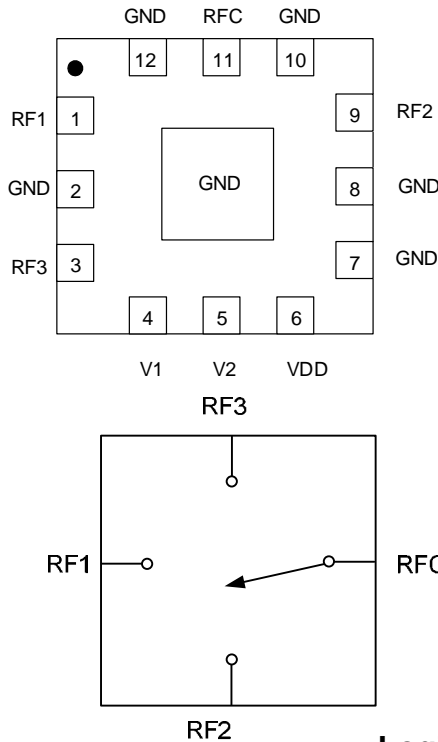 GND RFC GND
12 11 10
RF1 1 9 RF2
GND 2 GND 8 GND
RF3 3 7 GND
4 5 6
V1 V2 VDD
RF3
RF1 RFC
RF2